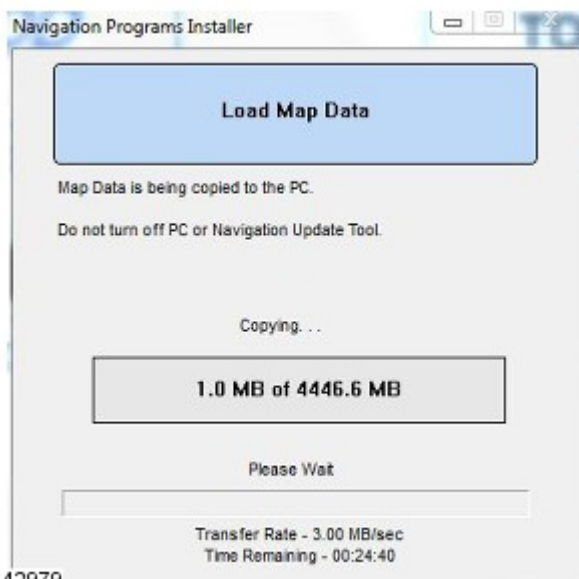 Navigation Programs Installer
Load Map Data
Map Data is being copied to the PC.
Do not turn off PC or Navigation Update Tool.
Copying. . .
1.0 MB of 4446.6 MB
Please Wait
Transfer Rate - 3.00 MB/sec
Time Remaining - 00:24:40